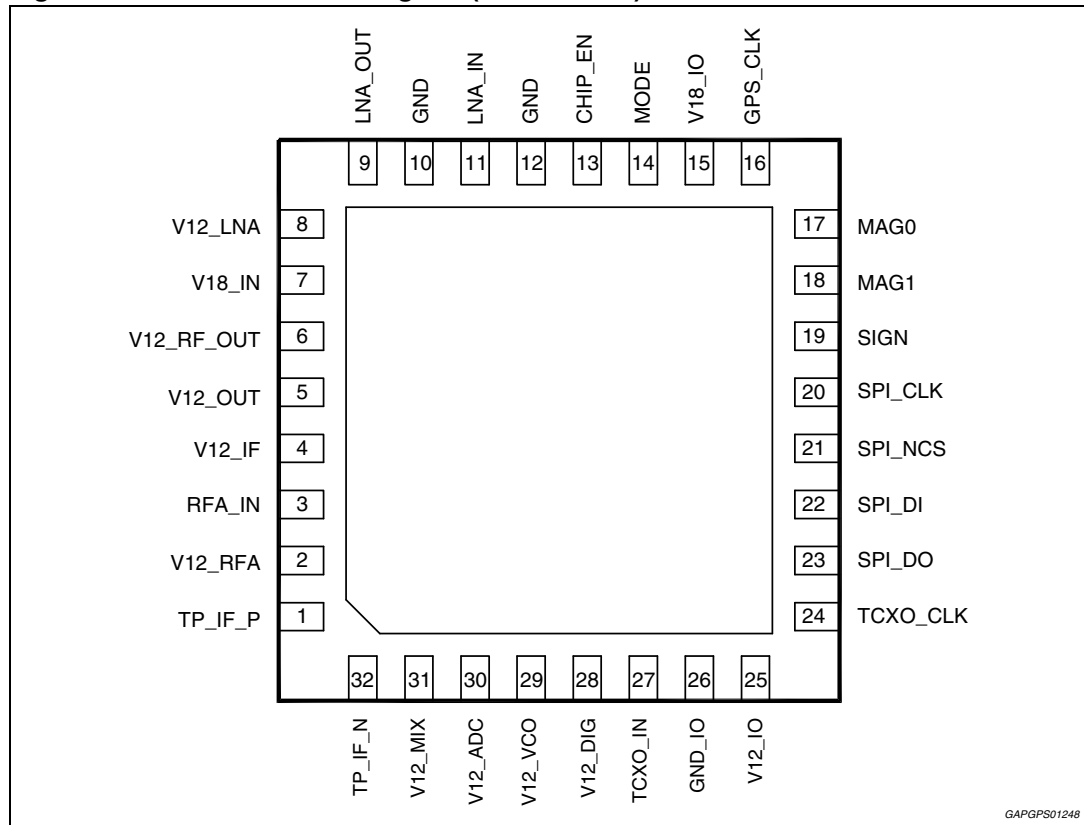 LNA_OUT
GND
LNA_IN
GND
CHIP_EN
MODE
V18_IO
GPS_CLK
9 10 11 12 13 14 15 16
V12_LNA 8 17 MAG0
V18_IN 7 18 MAG1
V12_RF_OUT 6 19 SIGN
V12_OUT 5 20 SPI_CLK
V12_IF 4 21 SPI_NCS
RFA_IN 3 22 SPI_DI
V12_RFA 2 23 SPI_DO
TP_IF_P 1 24 TCXO_CLK
32 31 30 29 28 27 26 25
TP_IF_N
V12_MIX
V12_ADC
V12_VCO
V12_DIG
TCXO_IN
GND_IO
V12_IO
GAPGPS01248